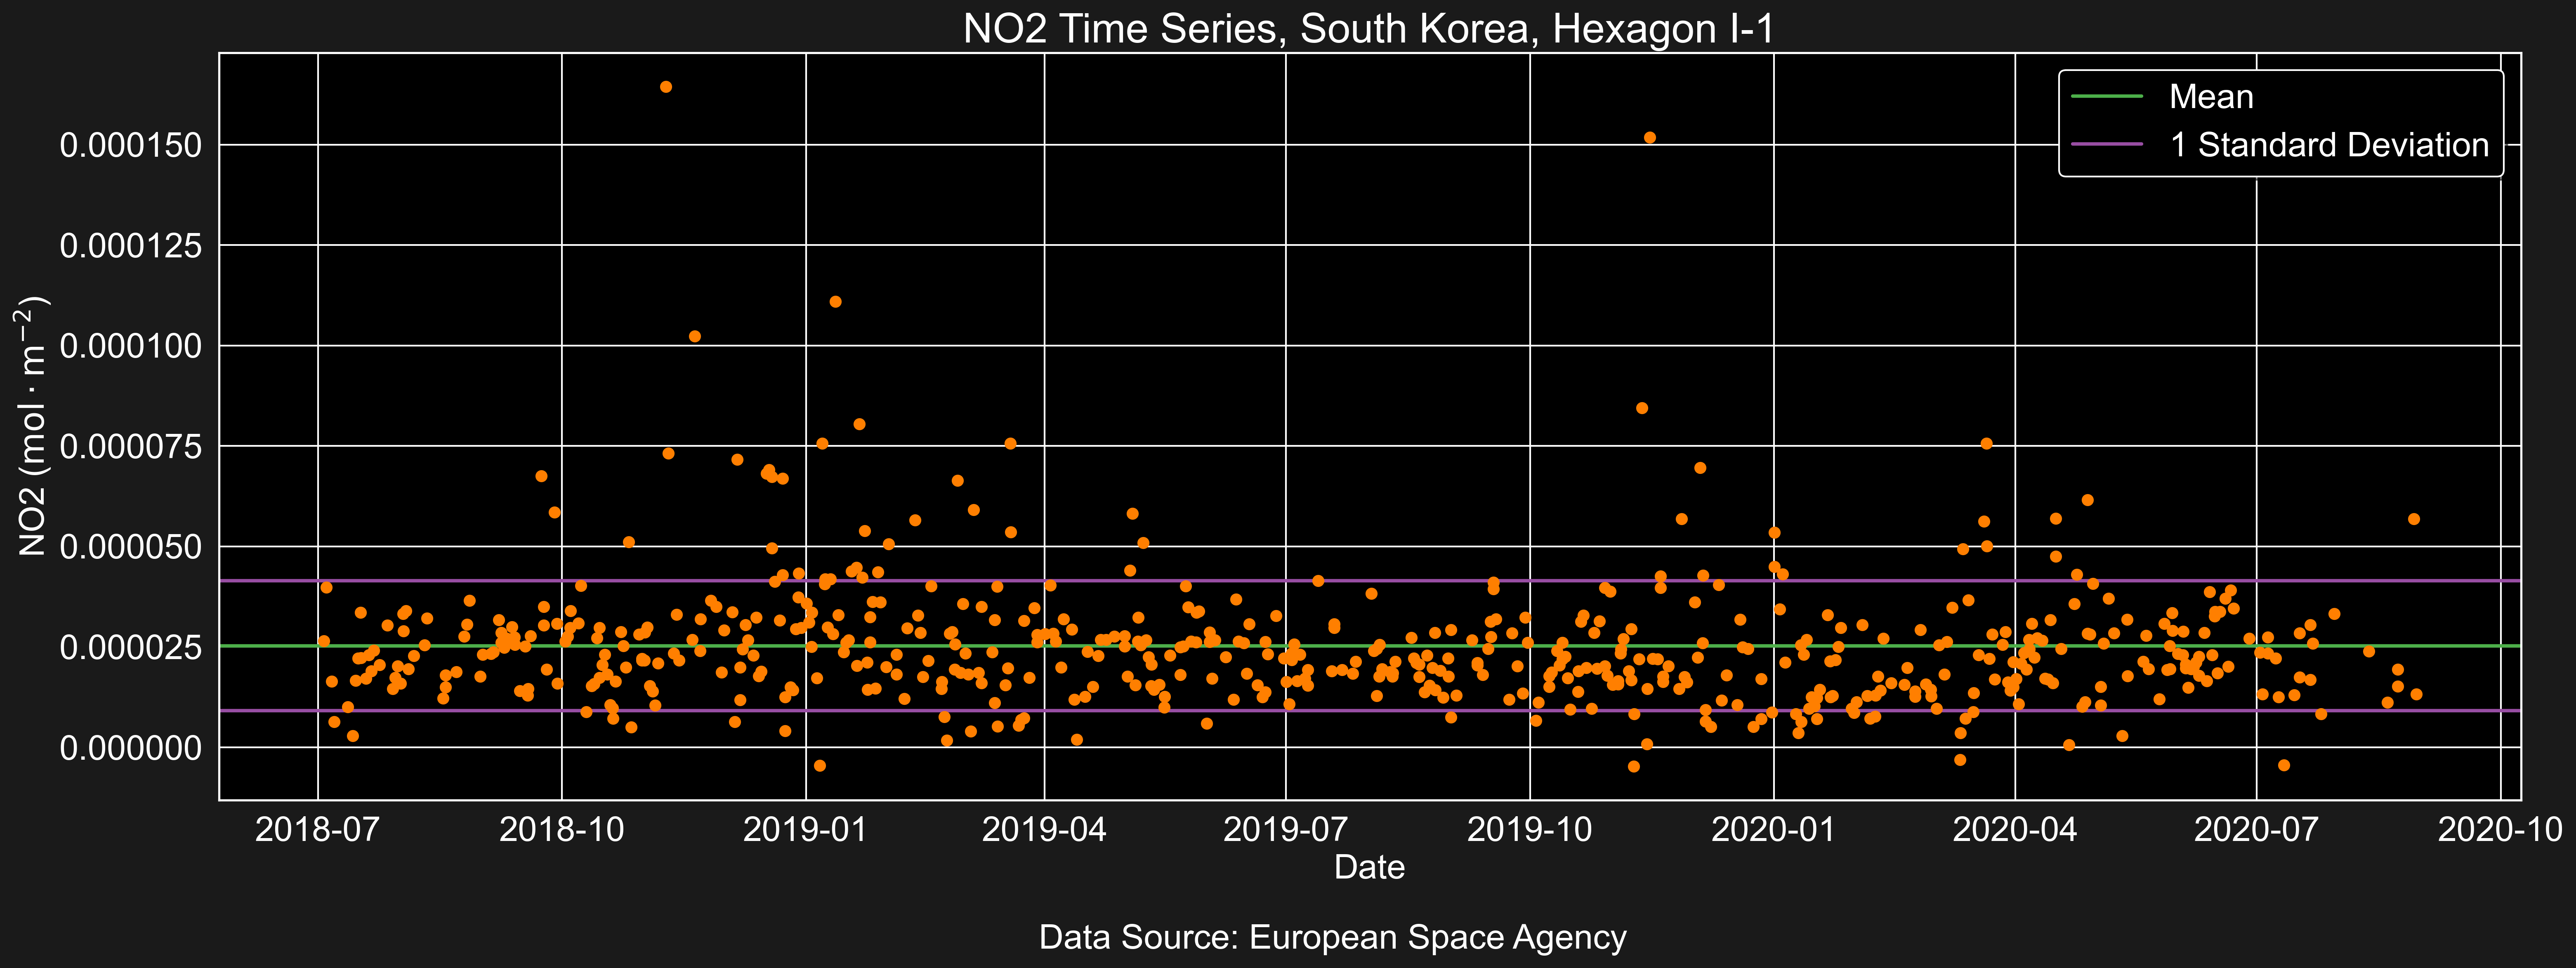 NO2 Time Series, South Korea, Hexagon I-1
Mean
1 Standard Deviation
NO2 (mol · m⁻²)
0.000150
0.000125
0.000100
0.000075
0.000050
0.000025
0.000000
2018-07 2018-10 2019-01 2019-04 2019-07 2019-10 2020-01 2020-04 2020-07 2020-10
Date
Data Source: European Space Agency